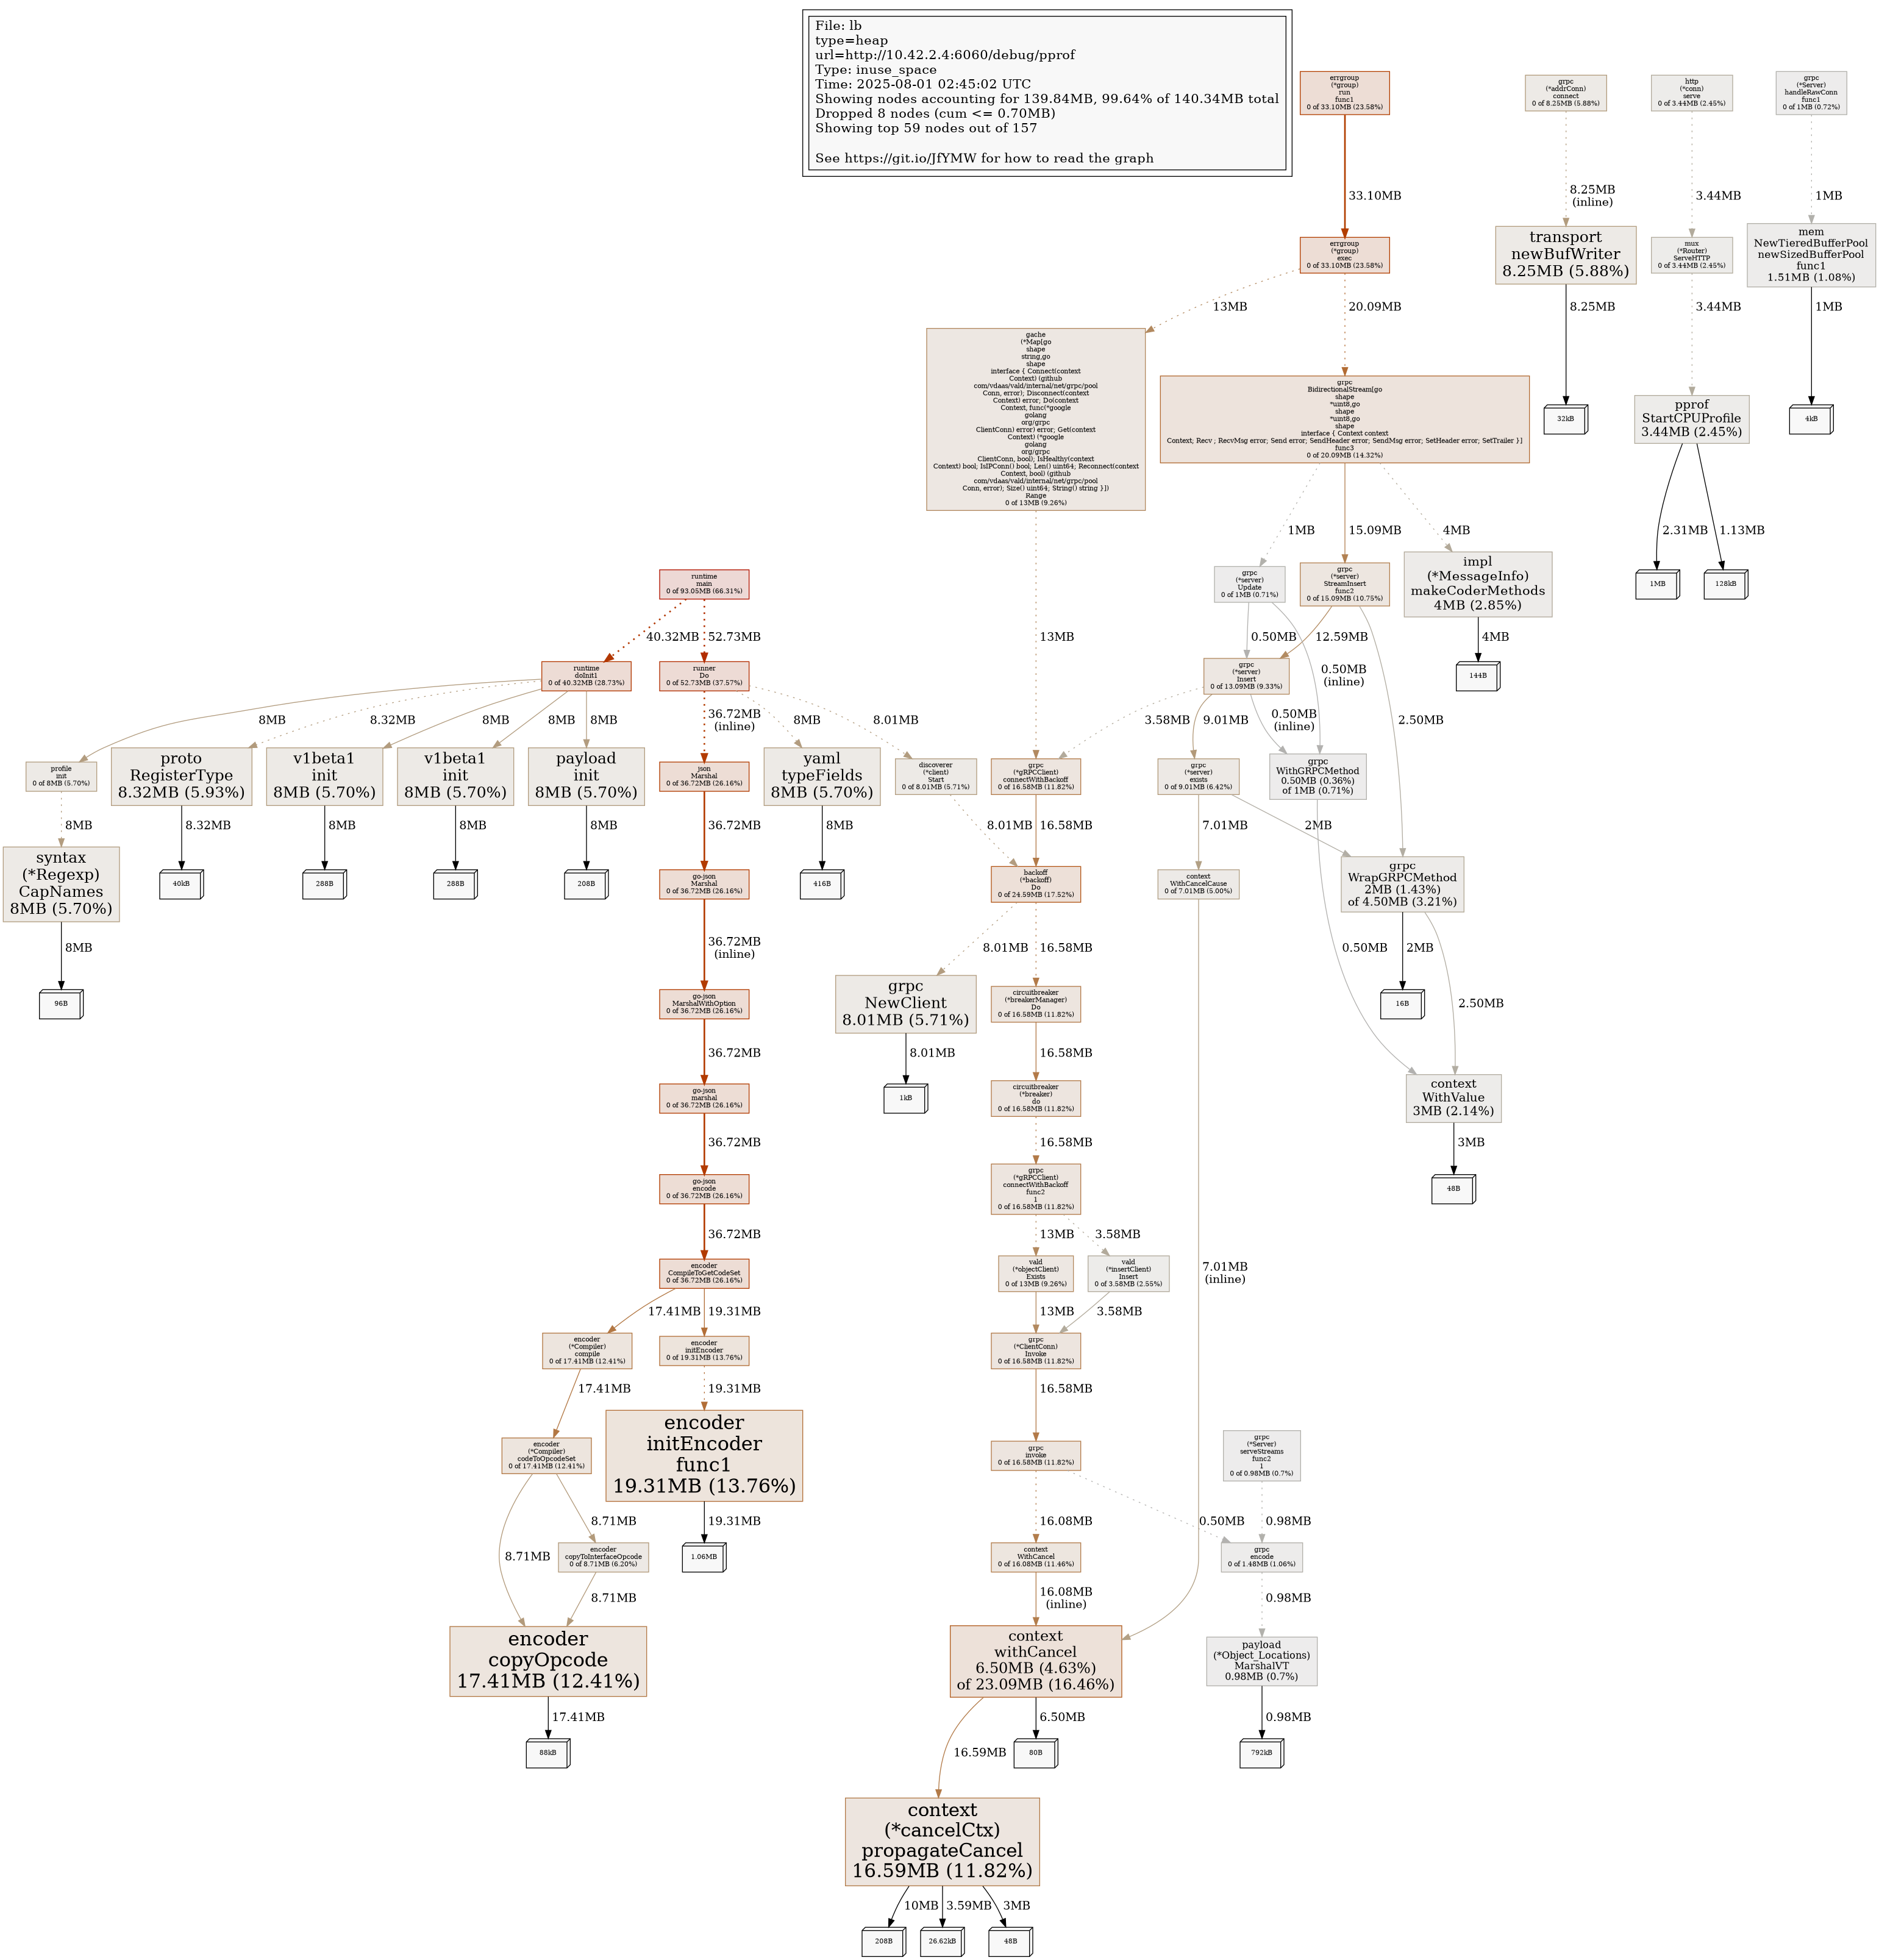 File: lb
type=heap
url=http://10.42.2.4:6060/debug/pprof
Type: inuse_space
Time: 2025-08-01 02:45:02 UTC
Showing nodes accounting for 139.84MB, 99.64% of 140.34MB total
Dropped 8 nodes (cum <= 0.70MB)
Showing top 59 nodes out of 157
See https://git.io/JfYMW for how to read the graph
errgroup
(*group)
run
func1
0 of 33.10MB (23.58%)
grpc
(*addrConn)
connect
0 of 8.25MB (5.88%)
http
(*conn)
serve
0 of 3.44MB (2.45%)
grpc
(*Server)
handleRawConn
func1
0 of 1MB (0.72%)
33.10MB
8.25MB
(inline)
3.44MB
1MB
errgroup
(*group)
exec
0 of 33.10MB (23.58%)
transport
newBufWriter
8.25MB (5.88%)
mux
(*Router)
ServeHTTP
0 of 3.44MB (2.45%)
mem
NewTieredBufferPool
newSizedBufferPool
func1
1.51MB (1.08%)
13MB
20.09MB
8.25MB
3.44MB
1MB
gache
(*Map[go
shape
string,go
shape
interface { Connect(context
Context) (github
com/vdaas/vald/internal/net/grpc/pool
Conn, error); Disconnect(context
Context) error; Do(context
Context, func(*google
golang
org/grpc
ClientConn) error) error; Get(context
Context) (*google
golang
org/grpc
ClientConn, bool); IsHealthy(context
Context) bool; IsIPConn() bool; Len() uint64; Reconnect(context
Context, bool) (github
com/vdaas/vald/internal/net/grpc/pool
Conn, error); Size() uint64; String() string }])
Range
0 of 13MB (9.26%)
grpc
BidirectionalStream[go
shape
*uint8,go
shape
*uint8,go
shape
interface { Context context
Context; Recv ; RecvMsg error; Send error; SendHeader error; SendMsg error; SetHeader error; SetTrailer }]
func3
0 of 20.09MB (14.32%)
32kB
pprof
StartCPUProfile
3.44MB (2.45%)
4kB
1MB
15.09MB
4MB
2.31MB
1.13MB
runtime
main
0 of 93.05MB (66.31%)
grpc
(*server)
Update
0 of 1MB (0.71%)
grpc
(*server)
StreamInsert
func2
0 of 15.09MB (10.75%)
impl
(*MessageInfo)
makeCoderMethods
4MB (2.85%)
1MB
128kB
40.32MB
52.73MB
13MB
0.50MB
12.59MB
0.50MB
(inline)
4MB
runtime
doInit1
0 of 40.32MB (28.73%)
runner
Do
0 of 52.73MB (37.57%)
grpc
(*server)
Insert
0 of 13.09MB (9.33%)
144B
8MB
8.32MB
8MB
8MB
8MB
36.72MB
(inline)
8MB
8.01MB
3.58MB
9.01MB
0.50MB
(inline)
2.50MB
profile
init
0 of 8MB (5.70%)
proto
RegisterType
8.32MB (5.93%)
v1beta1
init
8MB (5.70%)
v1beta1
init
8MB (5.70%)
payload
init
8MB (5.70%)
json
Marshal
0 of 36.72MB (26.16%)
yaml
typeFields
8MB (5.70%)
discoverer
(*client)
Start
0 of 8.01MB (5.71%)
grpc
(*gRPCClient)
connectWithBackoff
0 of 16.58MB (11.82%)
grpc
(*server)
exists
0 of 9.01MB (6.42%)
grpc
WithGRPCMethod
0.50MB (0.36%)
of 1MB (0.71%)
8MB
8.32MB
8MB
8MB
8MB
36.72MB
8MB
8.01MB
16.58MB
7.01MB
2MB
syntax
(*Regexp)
CapNames
8MB (5.70%)
40kB
288B
288B
208B
go-json
Marshal
0 of 36.72MB (26.16%)
416B
backoff
(*backoff)
Do
0 of 24.59MB (17.52%)
context
WithCancelCause
0 of 7.01MB (5.00%)
grpc
WrapGRPCMethod
2MB (1.43%)
of 4.50MB (3.21%)
8MB
36.72MB
(inline)
8.01MB
16.58MB
0.50MB
2MB
96B
go-json
MarshalWithOption
0 of 36.72MB (26.16%)
grpc
NewClient
8.01MB (5.71%)
circuitbreaker
(*breakerManager)
Do
0 of 16.58MB (11.82%)
16B
2.50MB
36.72MB
8.01MB
16.58MB
go-json
marshal
0 of 36.72MB (26.16%)
1kB
circuitbreaker
(*breaker)
do
0 of 16.58MB (11.82%)
context
WithValue
3MB (2.14%)
36.72MB
16.58MB
3MB
go-json
encode
0 of 36.72MB (26.16%)
grpc
(*gRPCClient)
connectWithBackoff
func2
1
0 of 16.58MB (11.82%)
48B
36.72MB
13MB
3.58MB
encoder
CompileToGetCodeSet
0 of 36.72MB (26.16%)
vald
(*objectClient)
Exists
0 of 13MB (9.26%)
vald
(*insertClient)
Insert
0 of 3.58MB (2.55%)
7.01MB
(inline)
17.41MB
19.31MB
13MB
3.58MB
encoder
(*Compiler)
compile
0 of 17.41MB (12.41%)
encoder
initEncoder
0 of 19.31MB (13.76%)
grpc
(*ClientConn)
Invoke
0 of 16.58MB (11.82%)
17.41MB
19.31MB
16.58MB
encoder
(*Compiler)
codeToOpcodeSet
0 of 17.41MB (12.41%)
encoder
initEncoder
func1
19.31MB (13.76%)
grpc
invoke
0 of 16.58MB (11.82%)
grpc
(*Server)
serveStreams
func2
1
0 of 0.98MB (0.7%)
8.71MB
8.71MB
19.31MB
16.08MB
0.50MB
0.98MB
encoder
copyToInterfaceOpcode
0 of 8.71MB (6.20%)
1.06MB
context
WithCancel
0 of 16.08MB (11.46%)
grpc
encode
0 of 1.48MB (1.06%)
8.71MB
16.08MB
(inline)
0.98MB
encoder
copyOpcode
17.41MB (12.41%)
context
withCancel
6.50MB (4.63%)
of 23.09MB (16.46%)
payload
(*Object_Locations)
MarshalVT
0.98MB (0.7%)
17.41MB
16.59MB
6.50MB
0.98MB
88kB
80B
792kB
context
(*cancelCtx)
propagateCancel
16.59MB (11.82%)
10MB
3.59MB
3MB
208B
26.62kB
48B